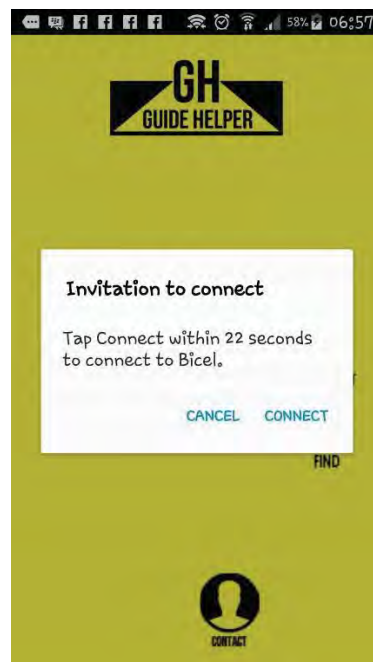 58% 06:57
GH
GUIDE HELPER
Invitation to connect
Tap Connect within 22 seconds
to connect to Bicel.
CANCEL CONNECT
FIND
CONTACT